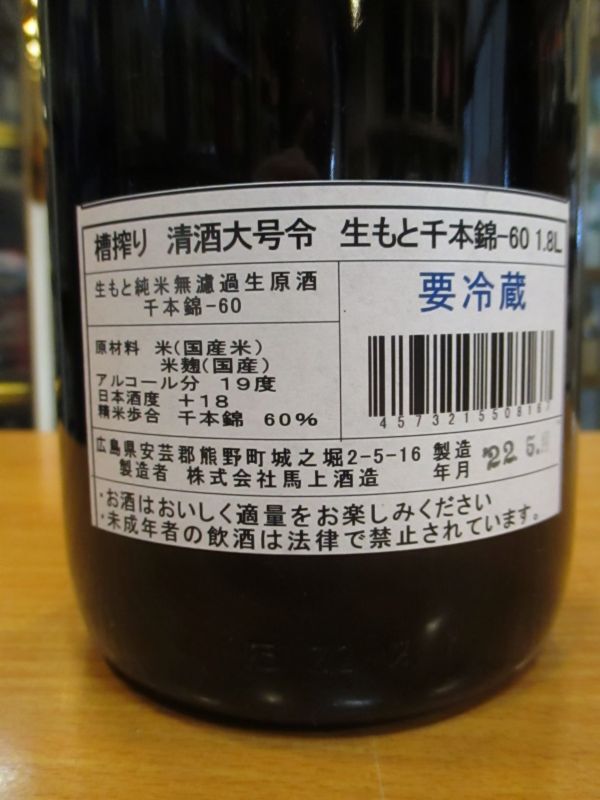 槽搾り 清酒大号令 生もと千本錦-60 1.8L
生もと純米無濾過生原酒
千本錦-60
要冷蔵
原材料 米(国産米)
米麹(国産)
アルコール分 19度
日本酒度 +18
精米歩合 千本錦 60%
4573215508167
広島県安芸郡熊野町城之堀2-5-16
製造者 株式会社馬上酒造
製造
年月
'22 5.
・お酒はおいしく適量をお楽しみください
・未成年者の飲酒は法律で禁止されています。